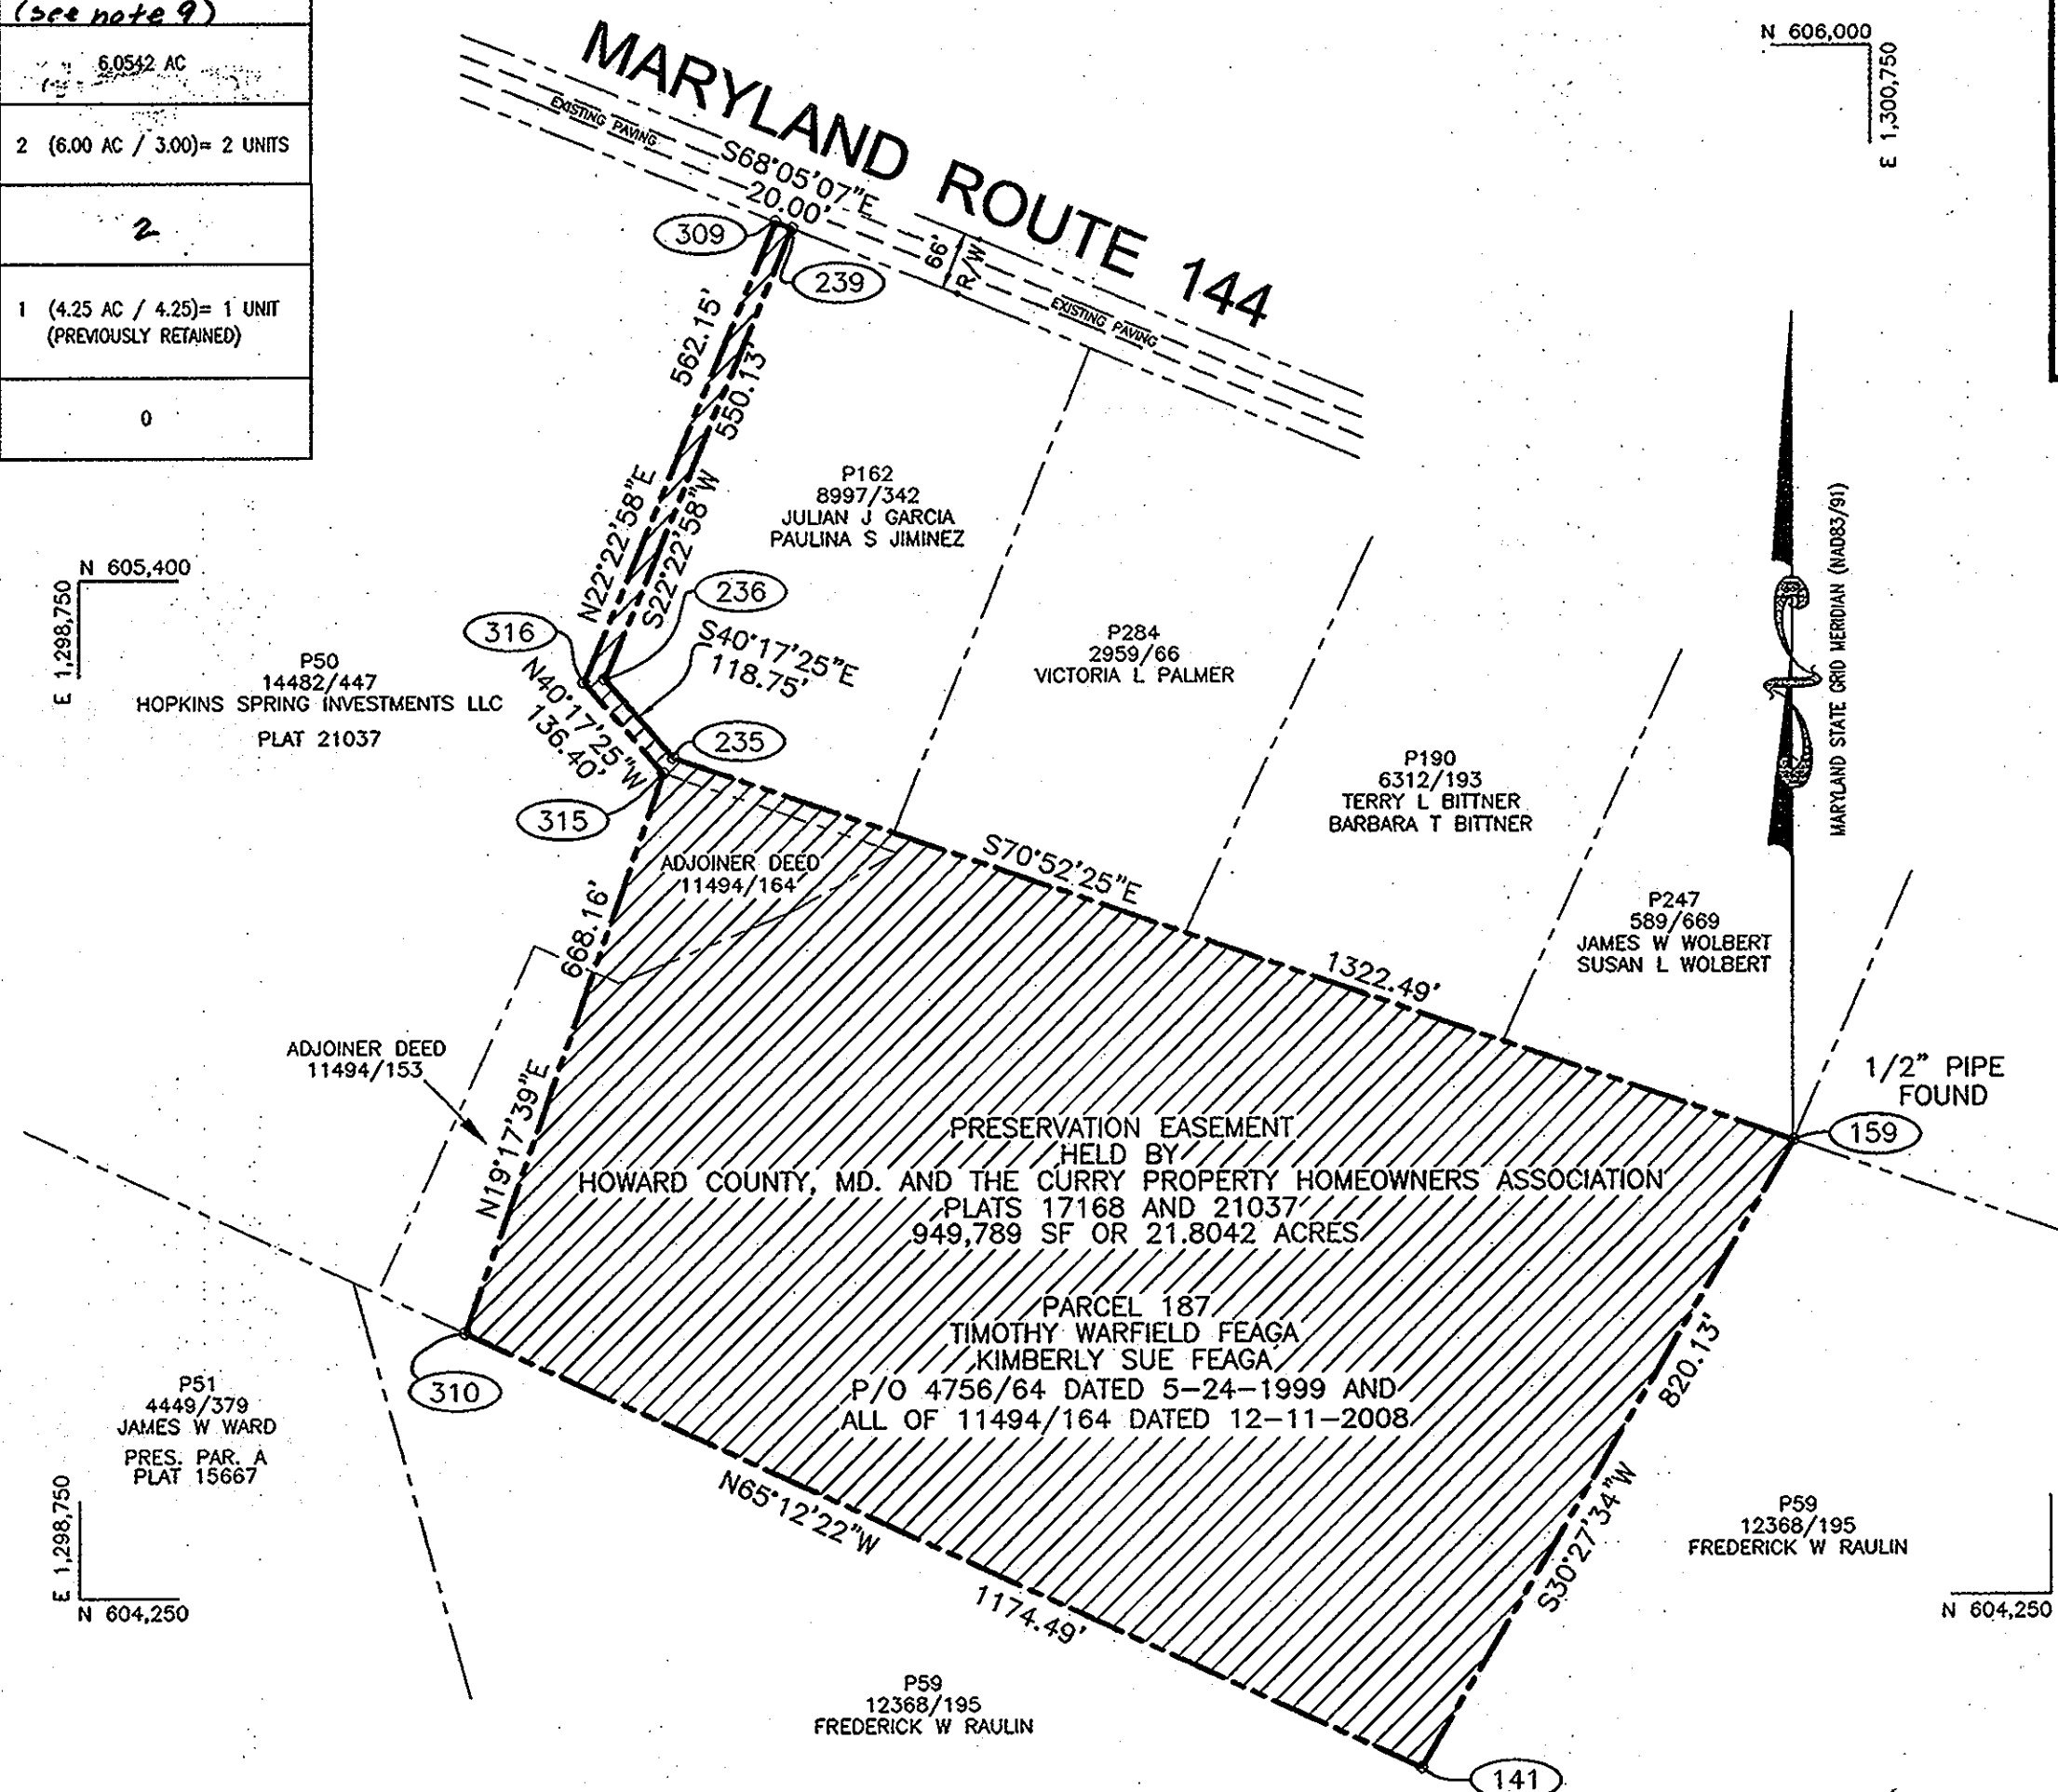 (see note 9)
6.0542 AC
2 (6.00 AC / 3.00)= 2 UNITS
2
1 (4.25 AC / 4.25)= 1 UNIT
(PREVIOUSLY RETAINED)
0
MARYLAND ROUTE 144
EXISTING PAVING
S68°05'07"E
20.00'
66'
R/W
EXISTING PAVING
N 606,000
E 1,300,750
309
239
562.15'
550.13'
N22°22'58"E
S22°22'58"W
P162
8997/342
JULIAN J GARCIA
PAULINA S JIMINEZ
N 605,400
E 1,298,750
236
316
S40°17'25"E
118.75'
N40°17'25"W
136.40'
235
315
P50
14482/447
HOPKINS SPRING INVESTMENTS LLC
PLAT 21037
P284
2959/66
VICTORIA L PALMER
P190
6312/193
TERRY L BITTNER
BARBARA T BITTNER
P247
589/669
JAMES W WOLBERT
SUSAN L WOLBERT
MARYLAND STATE GRID MERIDIAN (NAD83/91)
ADJOINER DEED
11494/164
S70°52'25"E
1322.49'
668.16'
N19°17'39"E
ADJOINER DEED
11494/153
1/2" PIPE
FOUND
159
PRESERVATION EASEMENT
HELD BY
HOWARD COUNTY, MD. AND THE CURRY PROPERTY HOMEOWNERS ASSOCIATION
PLATS 17168 AND 21037
949,789 SF OR 21.8042 ACRES
PARCEL 187
TIMOTHY WARFIELD FEAGA
KIMBERLY SUE FEAGA
P/O 4756/64 DATED 5-24-1999 AND
ALL OF 11494/164 DATED 12-11-2008
820.13'
S30°27'34"W
310
P51
4449/379
JAMES W WARD
PRES. PAR. A
PLAT 15667
N65°12'22"W
1174.49'
E 1,298,750
N 604,250
P59
12368/195
FREDERICK W RAULIN
N 604,250
P59
12368/195
FREDERICK W RAULIN
141